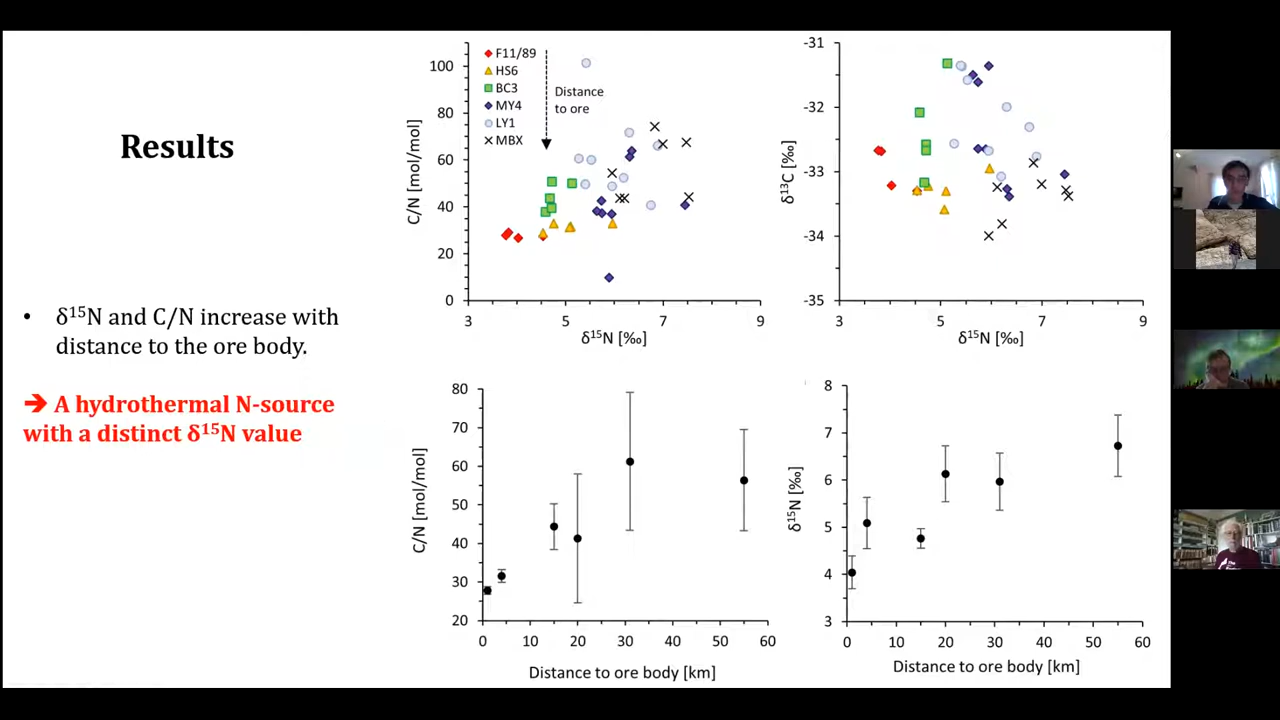 Results
• δ¹⁵N and C/N increase with
distance to the ore body.
➔ A hydrothermal N-source
with a distinct δ¹⁵N value
F11/89
HS6
BC3
MY4
LY1
MBX
Distance
to ore
C/N [mol/mol]
100
80
60
40
20
0
3 5 7 9
δ¹⁵N [‰]
δ¹³C [‰]
-31
-32
-33
-34
-35
3 5 7 9
δ¹⁵N [‰]
C/N [mol/mol]
80
70
60
50
40
30
20
0 10 20 30 40 50 60
Distance to ore body [km]
δ¹⁵N [‰]
8
7
6
5
4
3
0 10 20 30 40 50 60
Distance to ore body [km]